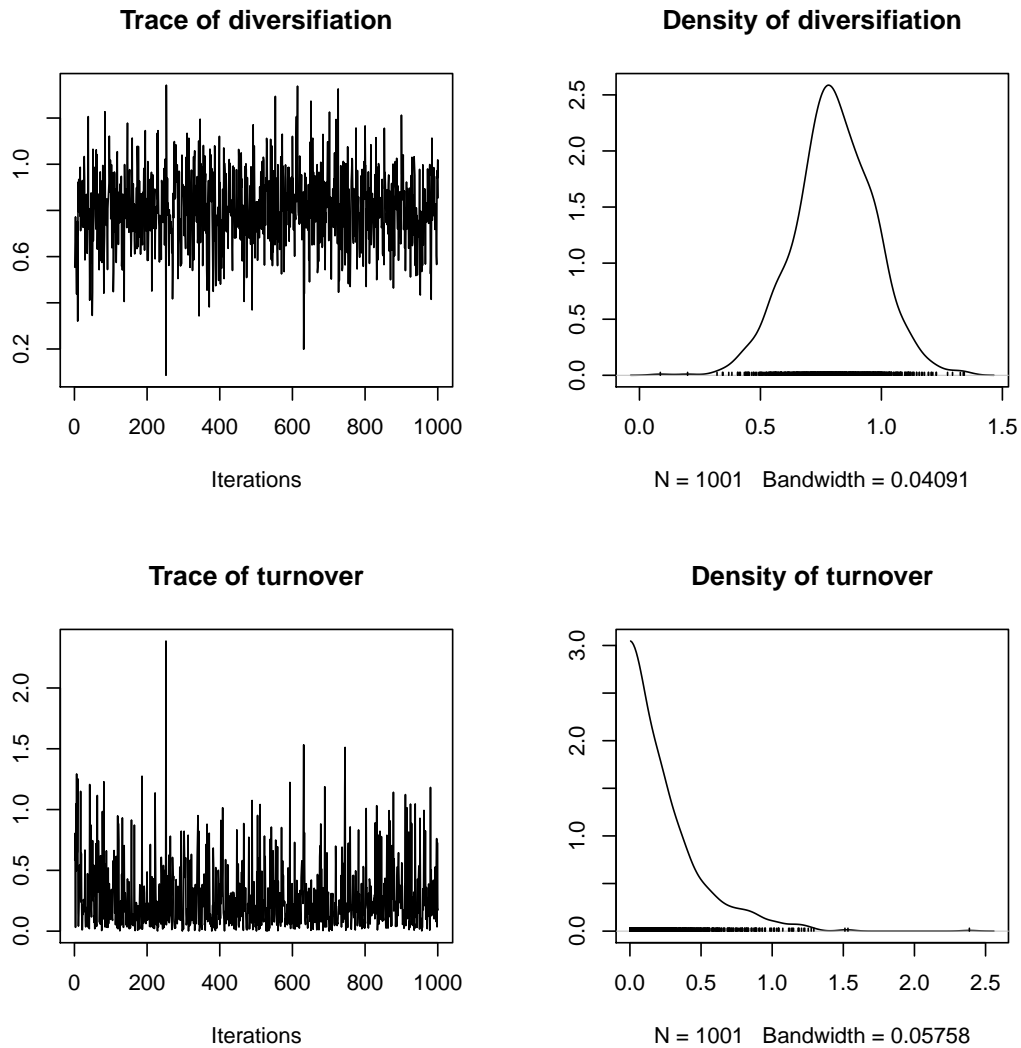 Trace of diversifiation
Density of diversifiation
0.2 0.6 1.0
0 200 400 600 800 1000
Iterations
0.0 0.5 1.0 1.5 2.0 2.5
0.0 0.5 1.0 1.5
N = 1001 Bandwidth = 0.04091
Trace of turnover
Density of turnover
0.0 0.5 1.0 1.5 2.0
0 200 400 600 800 1000
Iterations
0.0 1.0 2.0 3.0
0.0 0.5 1.0 1.5 2.0 2.5
N = 1001 Bandwidth = 0.05758